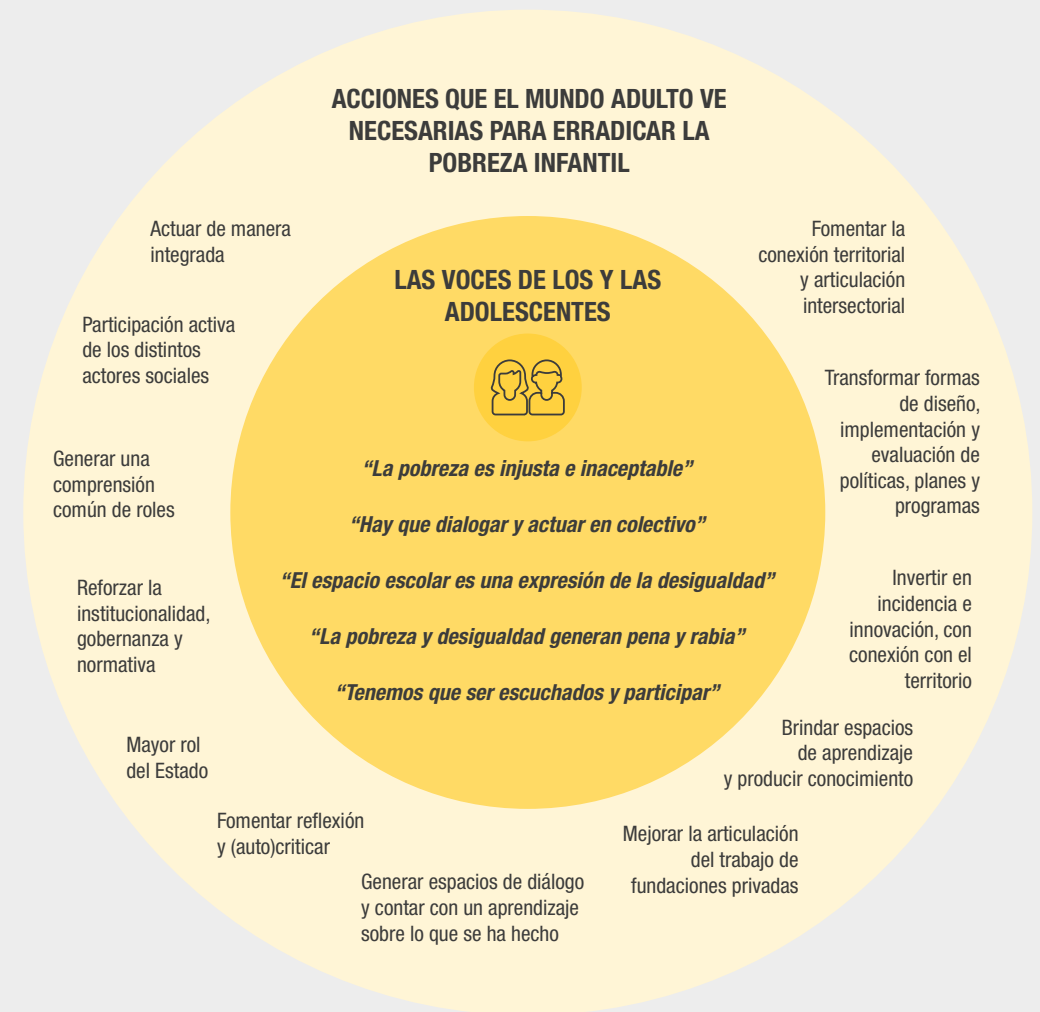 ACCIONES QUE EL MUNDO ADULTO VE
NECESARIAS PARA ERRADICAR LA
POBREZA INFANTIL
Actuar de manera
integrada
Participación activa
de los distintos
actores sociales
Generar una
comprensión
común de roles
Reforzar la
institucionalidad,
gobernanza y
normativa
Mayor rol
del Estado
Fomentar reflexión
y (auto)criticar
Generar espacios de diálogo
y contar con un aprendizaje
sobre lo que se ha hecho
Mejorar la articulación
del trabajo de
fundaciones privadas
Brindar espacios
de aprendizaje
y producir conocimiento
Invertir en
incidencia e
innovación, con
conexión con el
territorio
Transformar formas
de diseño,
implementación y
evaluación de
políticas, planes y
programas
Fomentar la
conexión territorial
y articulación
intersectorial
LAS VOCES DE LOS Y LAS
ADOLESCENTES
“La pobreza es injusta e inaceptable”
“Hay que dialogar y actuar en colectivo”
“El espacio escolar es una expresión de la desigualdad”
“La pobreza y desigualdad generan pena y rabia”
“Tenemos que ser escuchados y participar”